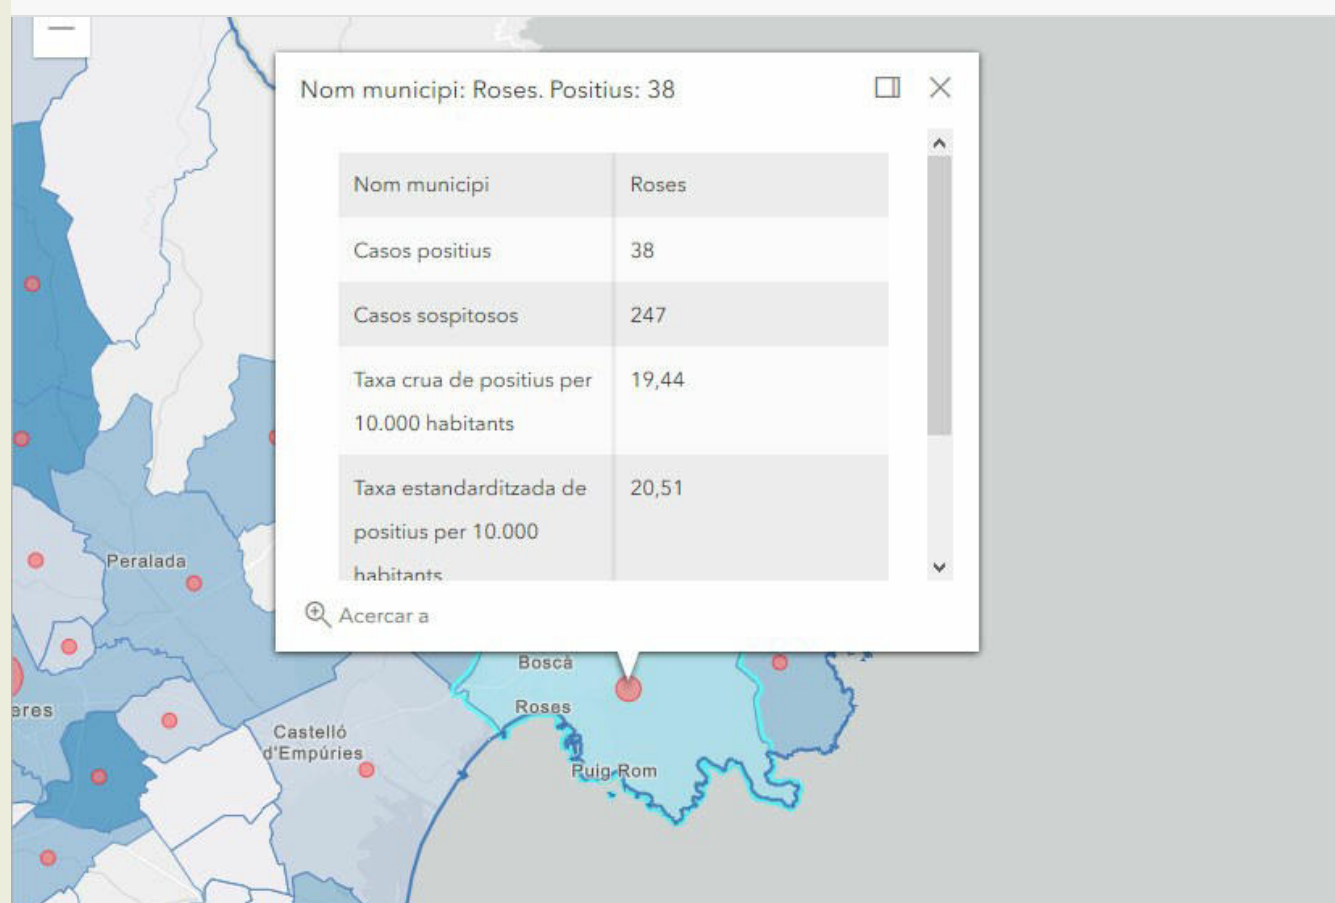 Nom municipi: Roses. Positius: 38
Nom municipi Roses
Casos positius 38
Casos sospitosos 247
Taxa crua de positius per 19,44
10.000 habitants
Taxa estandarditzada de 20,51
positius per 10.000
habitants
Acercar a
Peralada
Boscà
Roses
eres
Castelló
d'Empúries
Puig Rom